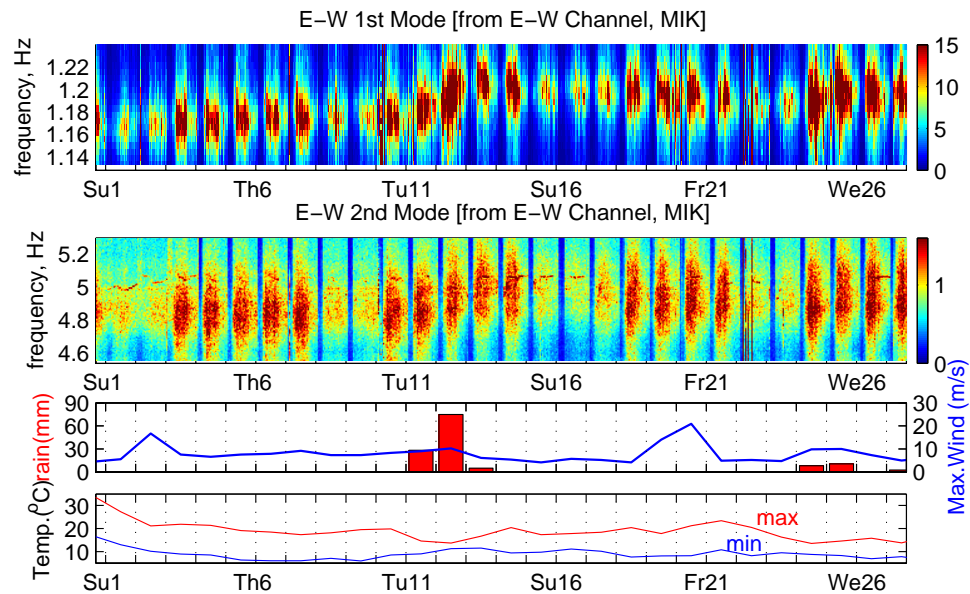 E−W 1st Mode [from E−W Channel, MIK]
frequency, Hz
1.22
1.2
1.18
1.16
1.14
15
10
5
0
Su1 Th6 Tu11 Su16 Fr21 We26
E−W 2nd Mode [from E−W Channel, MIK]
frequency, Hz
5.2
5
4.8
4.6
1
0
Su1 Th6 Tu11 Su16 Fr21 We26
rain(mm)
90
60
30
0
30
20
10
0
Max.Wind (m/s)
Temp.(⁰C)
30
20
10
max
min
Su1 Th6 Tu11 Su16 Fr21 We26